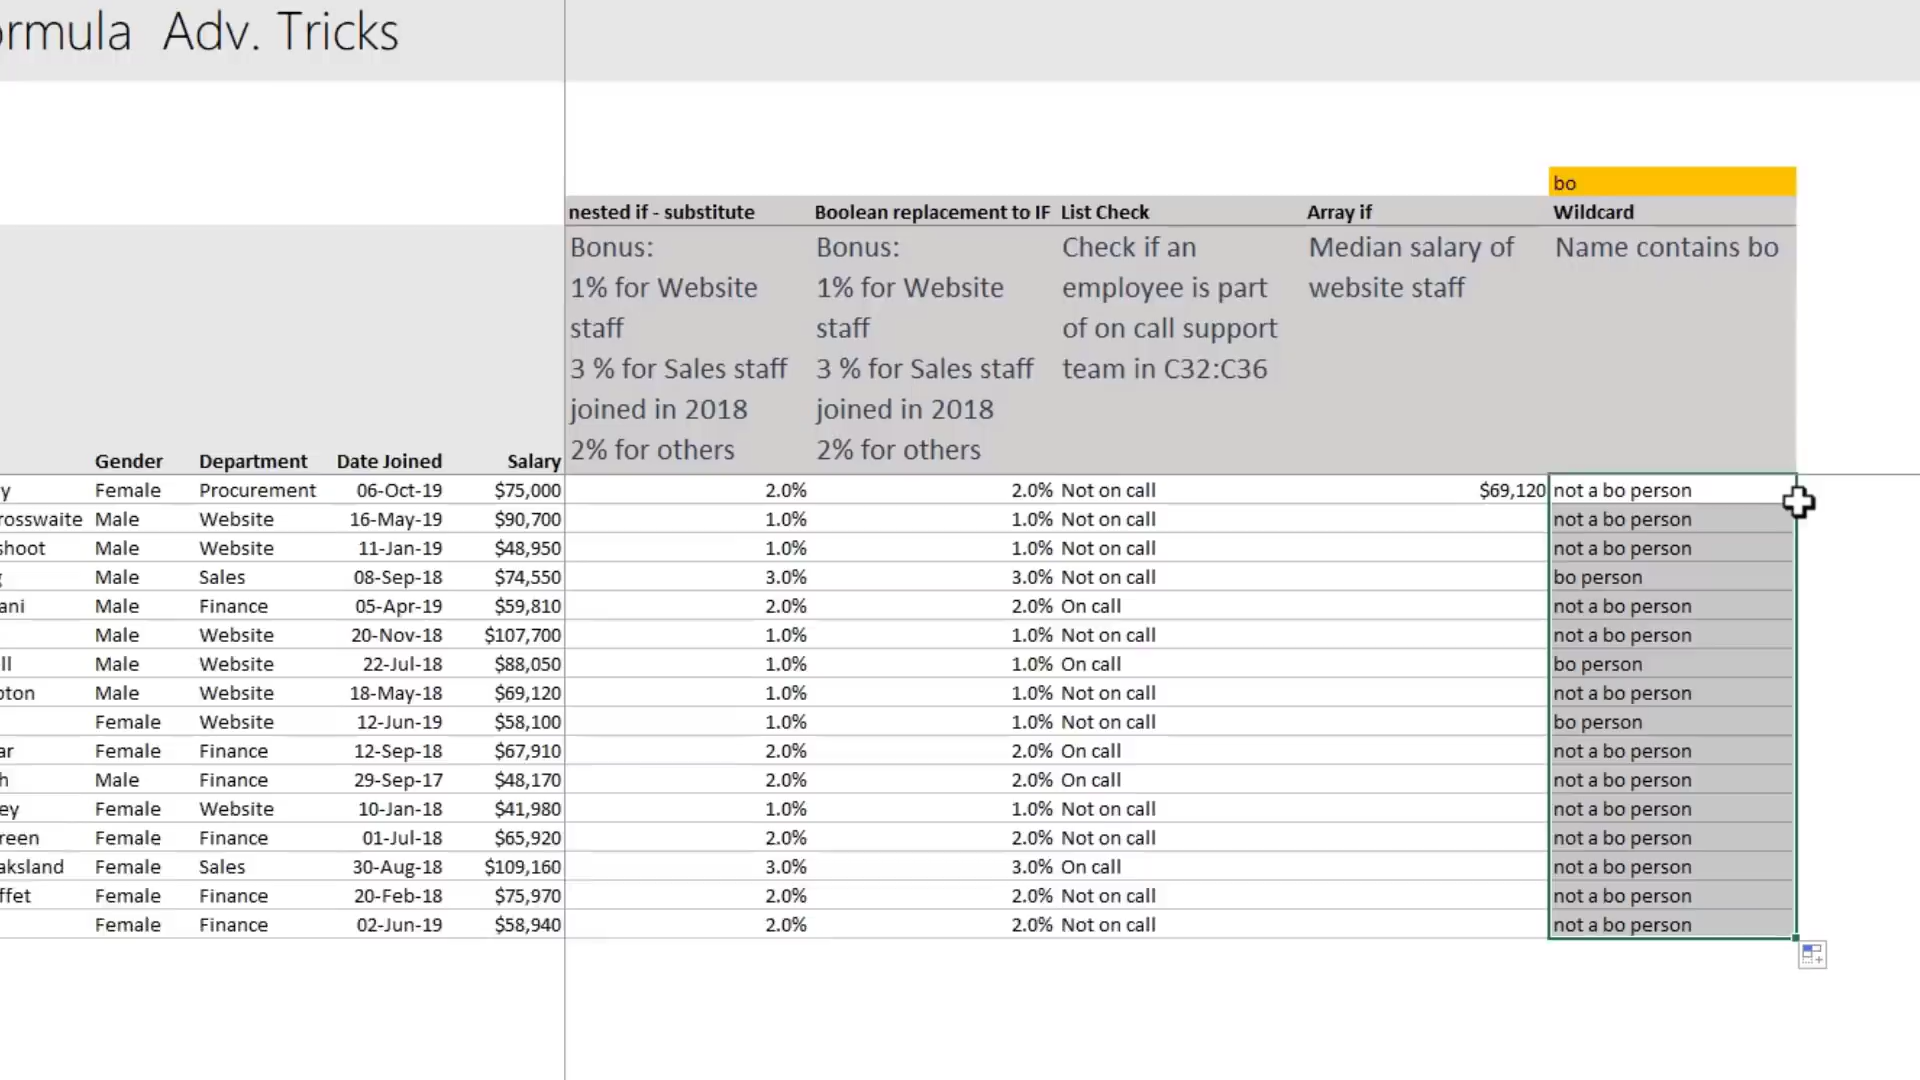 ormula Adv. Tricks
bo
nested if - substitute Boolean replacement to IF List Check Array if Wildcard
Bonus: Bonus: Check if an Median salary of Name contains bo
1% for Website 1% for Website employee is part website staff
staff staff of on call support
3 % for Sales staff 3 % for Sales staff team in C32:C36
joined in 2018 joined in 2018
2% for others 2% for others
Gender Department Date Joined Salary
y Female Procurement 06-Oct-19 $75,000 2.0% 2.0% Not on call $69,120 not a bo person
rosswaite Male Website 16-May-19 $90,700 1.0% 1.0% Not on call not a bo person
shoot Male Website 11-Jan-19 $48,950 1.0% 1.0% Not on call not a bo person
Male Sales 08-Sep-18 $74,550 3.0% 3.0% Not on call bo person
ani Male Finance 05-Apr-19 $59,810 2.0% 2.0% On call not a bo person
Male Website 20-Nov-18 $107,700 1.0% 1.0% Not on call not a bo person
ll Male Website 22-Jul-18 $88,050 1.0% 1.0% On call bo person
pton Male Website 18-May-18 $69,120 1.0% 1.0% Not on call not a bo person
Female Website 12-Jun-19 $58,100 1.0% 1.0% Not on call bo person
ar Female Finance 12-Sep-18 $67,910 2.0% 2.0% On call not a bo person
h Male Finance 29-Sep-17 $48,170 2.0% 2.0% On call not a bo person
ey Female Website 10-Jan-18 $41,980 1.0% 1.0% Not on call not a bo person
reen Female Finance 01-Jul-18 $65,920 2.0% 2.0% Not on call not a bo person
aksland Female Sales 30-Aug-18 $109,160 3.0% 3.0% On call not a bo person
ffet Female Finance 20-Feb-18 $75,970 2.0% 2.0% Not on call not a bo person
Female Finance 02-Jun-19 $58,940 2.0% 2.0% Not on call not a bo person